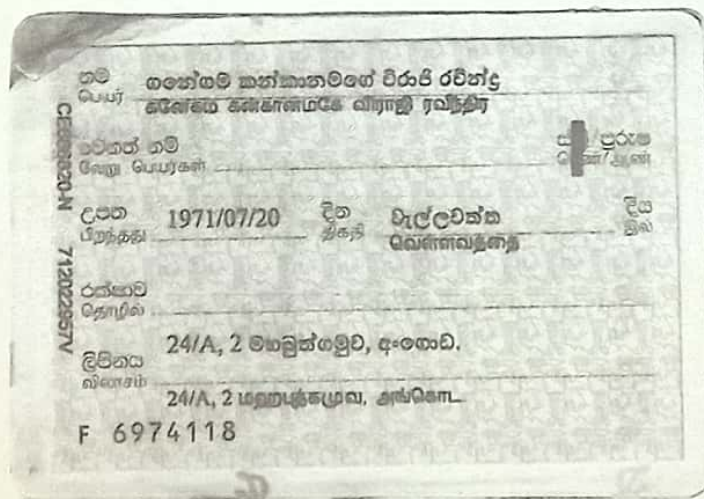 නම ගනේගම කන්කානමගේ විරාජ් රවින්ද්‍ර
பெயர் கனேகம கன்கானமகே விராஜ் ரவீந்திர
වෙනත් නම් / පුරුෂ
வேறு பெயர்கள் /ஆண்
උපත 1971/07/20 දින වැල්ලවත්ත දීය
பிறந்தது திகதி வெள்ளவத்தை இல்
රක්ෂාව
தொழில்
ලිපිනය 24/A, 2 මහබුත්ගමුව, අංගොඩ.
விலாசம்
24/A, 2 மஹபுத்கமுவ, அங்கொட
F 6974118
712022957V